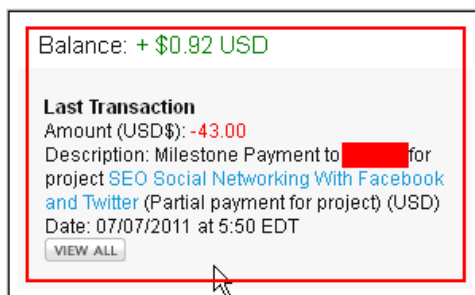 Balance: + $0.92 USD
Last Transaction
Amount (USD$): -43.00
Description: Milestone Payment to for
project SEO Social Networking With Facebook
and Twitter (Partial payment for project) (USD)
Date: 07/07/2011 at 5:50 EDT
VIEW ALL